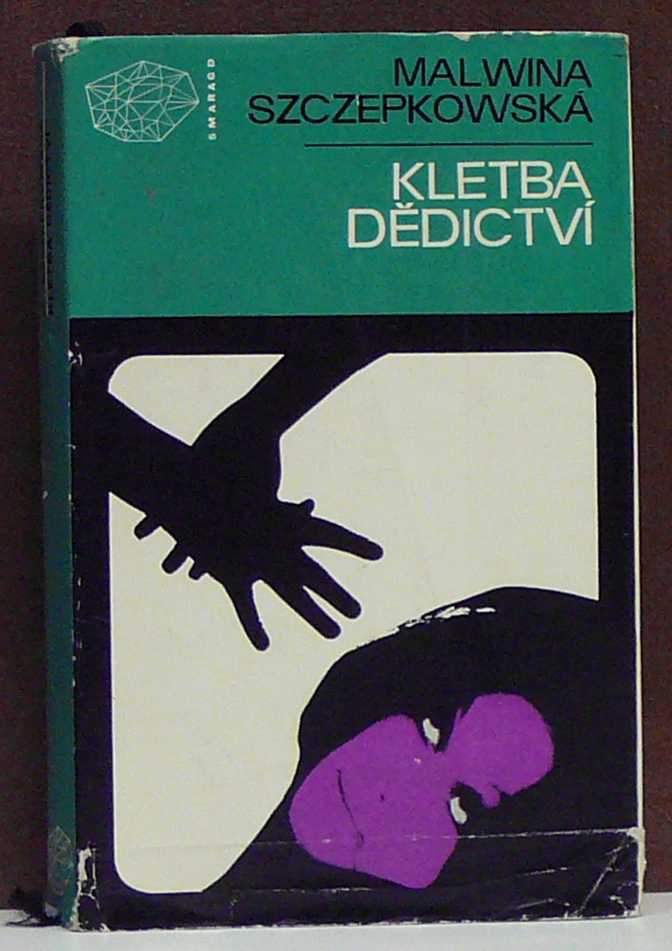 SMARAGD
MALWINA
SZCZEPKOWSKÁ
KLETBA
DĚDICTVÍ